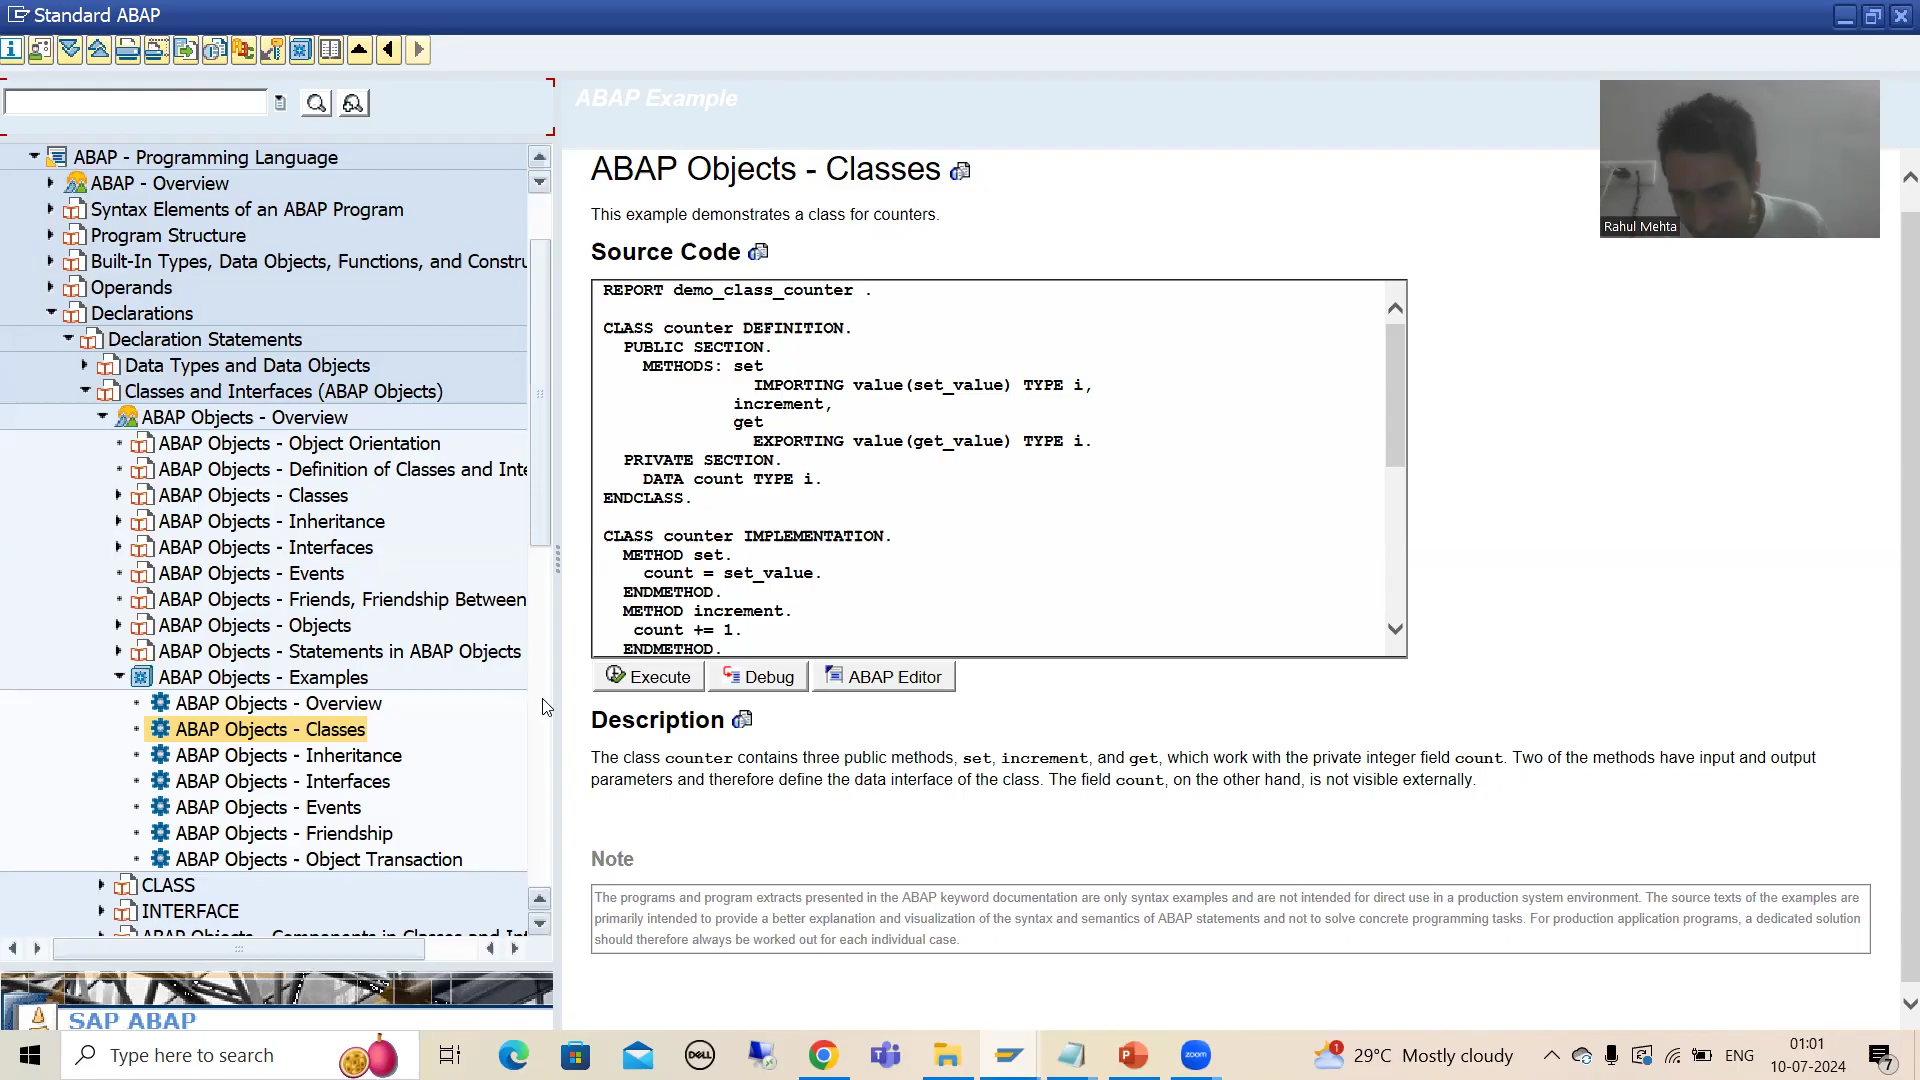 Standard ABAP
ABAP - Programming Language
ABAP - Overview
Syntax Elements of an ABAP Program
Program Structure
Built-In Types, Data Objects, Functions, and Constru
Operands
Declarations
Declaration Statements
Data Types and Data Objects
Classes and Interfaces (ABAP Objects)
ABAP Objects - Overview
ABAP Objects - Object Orientation
ABAP Objects - Definition of Classes and Inte
ABAP Objects - Classes
ABAP Objects - Inheritance
ABAP Objects - Interfaces
ABAP Objects - Events
ABAP Objects - Friends, Friendship Between
ABAP Objects - Objects
ABAP Objects - Statements in ABAP Objects
ABAP Objects - Examples
ABAP Objects - Overview
ABAP Objects - Classes
ABAP Objects - Inheritance
ABAP Objects - Interfaces
ABAP Objects - Events
ABAP Objects - Friendship
ABAP Objects - Object Transaction
CLASS
INTERFACE
ABAP Objects - Components in Classes and Int
SAP ABAP
ABAP Example
ABAP Objects - Classes
This example demonstrates a class for counters.
Source Code
REPORT demo_class_counter .
CLASS counter DEFINITION.
PUBLIC SECTION.
METHODS: set
IMPORTING value(set_value) TYPE i,
increment,
get
EXPORTING value(get_value) TYPE i.
PRIVATE SECTION.
DATA count TYPE i.
ENDCLASS.
CLASS counter IMPLEMENTATION.
METHOD set.
count = set_value.
ENDMETHOD.
METHOD increment.
count += 1.
ENDMETHOD.
Execute Debug ABAP Editor
Description
The class counter contains three public methods, set, increment, and get, which work with the private integer field count. Two of the methods have input and output
parameters and therefore define the data interface of the class. The field count, on the other hand, is not visible externally.
Note
The programs and program extracts presented in the ABAP keyword documentation are only syntax examples and are not intended for direct use in a production system environment. The source texts of the examples are
primarily intended to provide a better explanation and visualization of the syntax and semantics of ABAP statements and not to solve concrete programming tasks. For production application programs, a dedicated solution
should therefore always be worked out for each individual case.
Rahul Mehta
Type here to search
DELL
zoom
1
29°C Mostly cloudy
ENG
01:01
10-07-2024
7